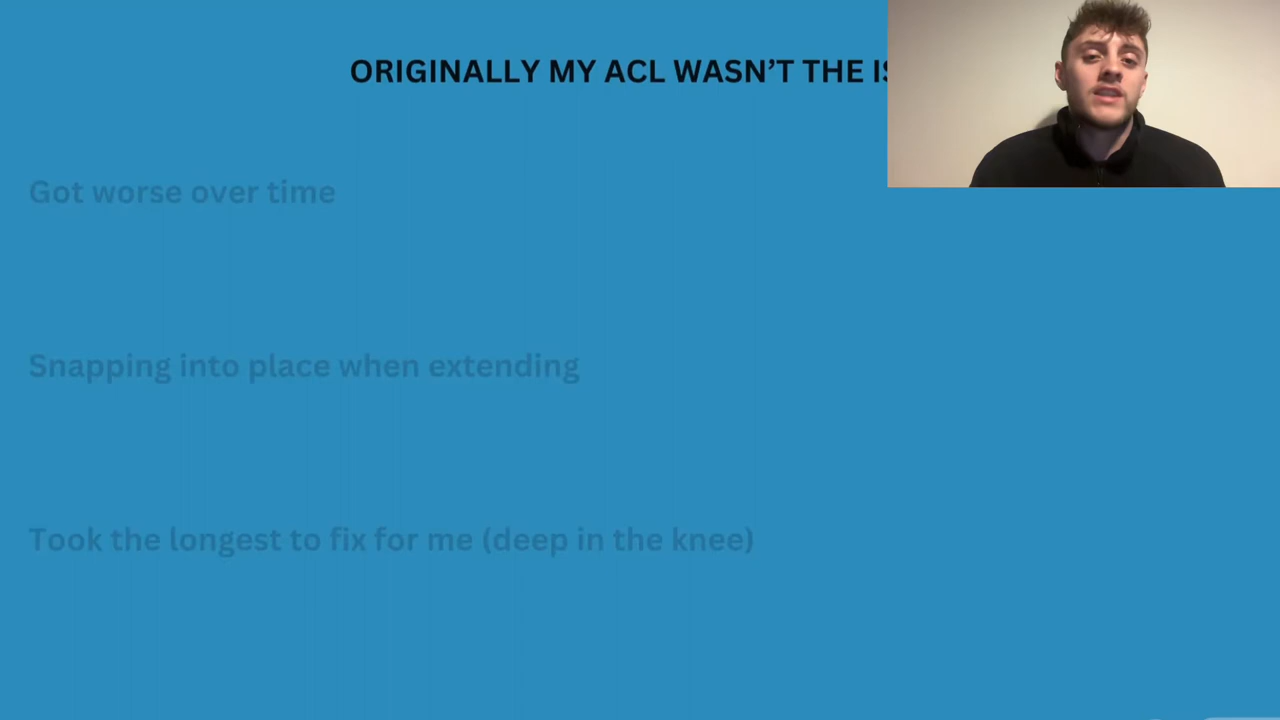 ORIGINALLY MY ACL WASN’T THE
Got worse over time
Snapping into place when extending
Took the longest to fix for me (deep in the knee)